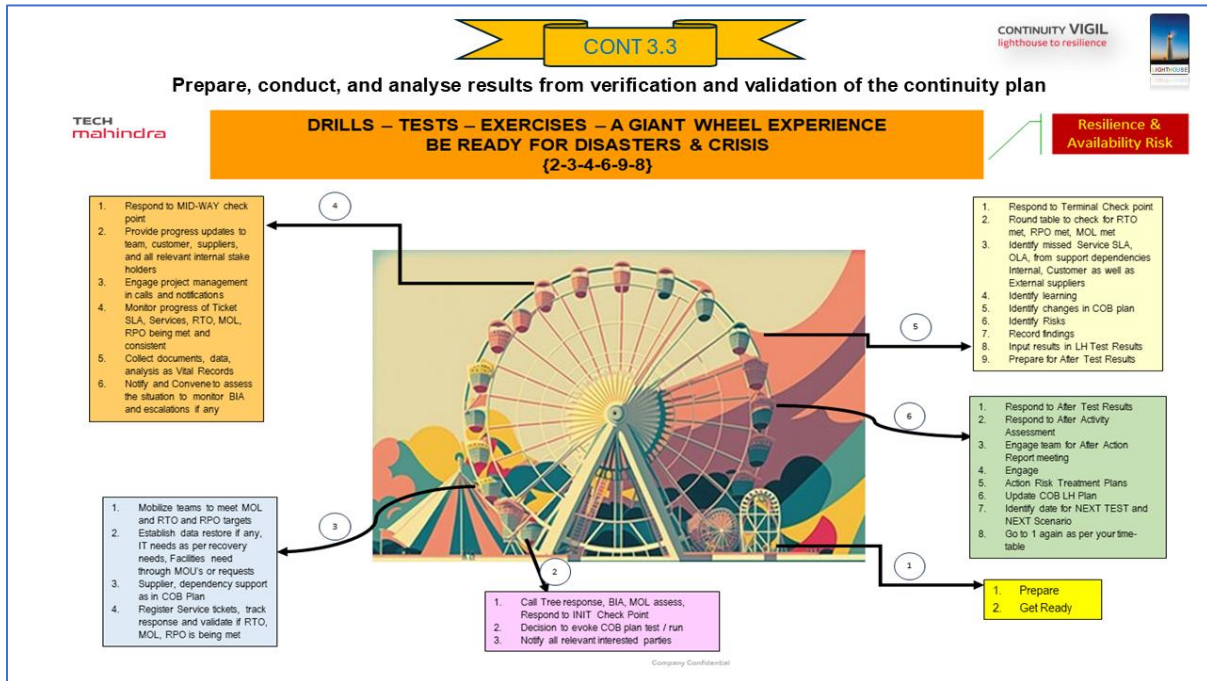 CONT 3.3
CONTINUITY VIGIL
lighthouse to resilience
LIGHTHOUSE
Prepare, conduct, and analyse results from verification and validation of the continuity plan
TECH
mahindra
DRILLS – TESTS – EXERCISES – A GIANT WHEEL EXPERIENCE
BE READY FOR DISASTERS & CRISIS
{2-3-4-6-9-8}
Resilience &
Availability Risk
4
1. Respond to MID-WAY check
point
2. Provide progress updates to
team, customer, suppliers,
and all relevant internal stake
holders
3. Engage project management
in calls and notifications
4. Monitor progress of Ticket
SLA, Services, RTO, MOL,
RPO being met and
consistent
5. Collect documents, data,
analysis as Vital Records
6. Notify and Convene to assess
the situation to monitor BIA
and escalations if any
5
1. Respond to Terminal Check point
2. Round table to check for RTO
met, RPO met, MOL met
3. Identify missed Service SLA,
OLA, from support dependencies
Internal, Customer as well as
External suppliers
4. Identify learning
5. Identify changes in COB plan
6. Identify Risks
7. Record findings
8. Input results in LH Test Results
9. Prepare for After Test Results
6
1. Respond to After Test Results
2. Respond to After Activity
Assessment
3. Engage team for After Action
Report meeting
4. Engage
5. Action Risk Treatment Plans
6. Update COB LH Plan
7. Identify date for NEXT TEST and
NEXT Scenario
8. Go to 1 again as per your time-
table
3
1. Mobilize teams to meet MOL
and RTO and RPO targets
2. Establish data restore if any,
IT needs as per recovery
needs, Facilities need
through MOU's or requests
3. Supplier, dependency support
as in COB Plan
4. Register Service tickets, track
response and validate if RTO,
MOL, RPO is being met
2
1. Call Tree response, BIA, MOL assess,
Respond to INIT Check Point
2. Decision to evoke COB plan test / run
3. Notify all relevant interested parties
1
1. Prepare
2. Get Ready
Company Confidential